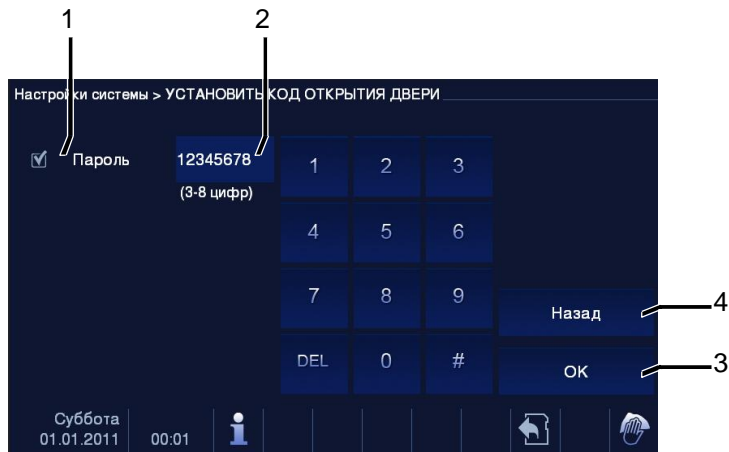 1 2
Настройки системы > УСТАНОВИТЬ КОД ОТКРЫТИЯ ДВЕРИ
Пароль 12345678 1 2 3
(3-8 цифр)
4 5 6
7 8 9
Назад 4
DEL 0 #
OK 3
Суббота
01.01.2011 00:01